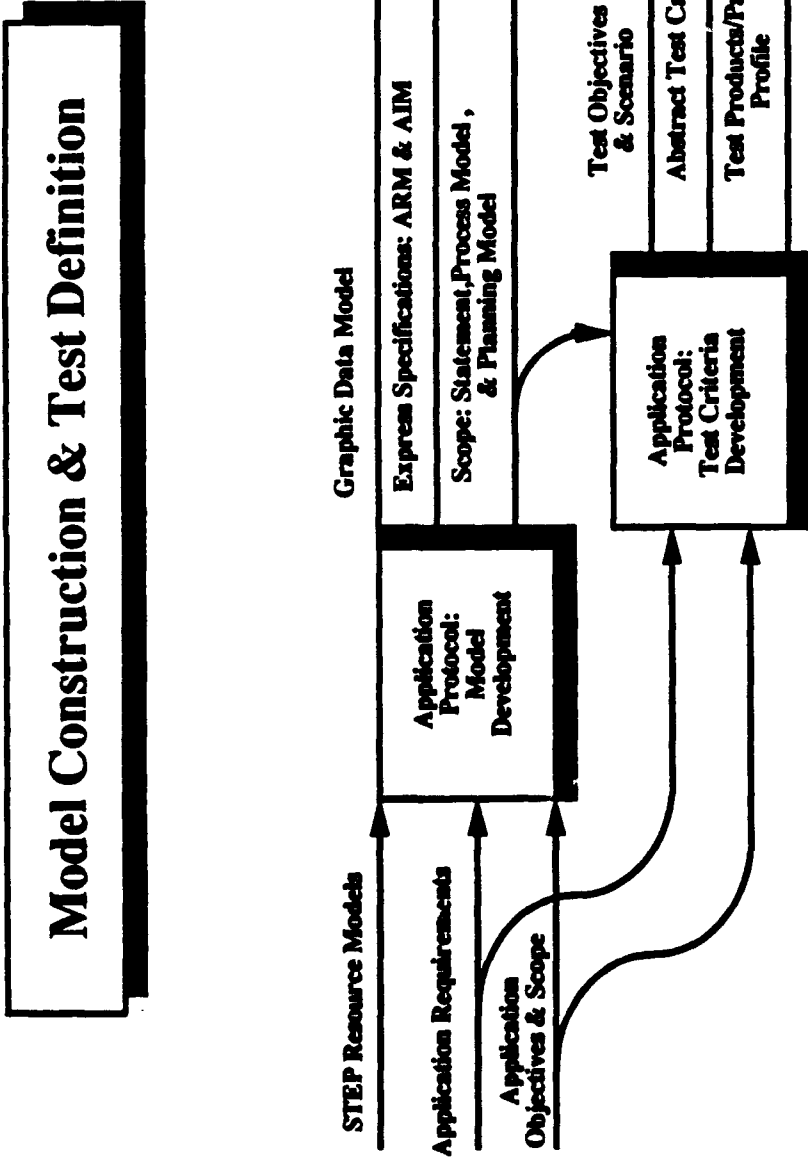 Model Construction & Test Definition
STEP Resource Models
Application Requirements
Application
Objectives & Scope
Application
Protocol:
Model
Development
Graphic Data Model
Express Specifications: ARM & AIM
Scope: Statement,Process Model ,
& Planning Model
Application
Protocol:
Test Criteria
Development
Test Objectives
& Scenario
Abstract Test
Test
Profile